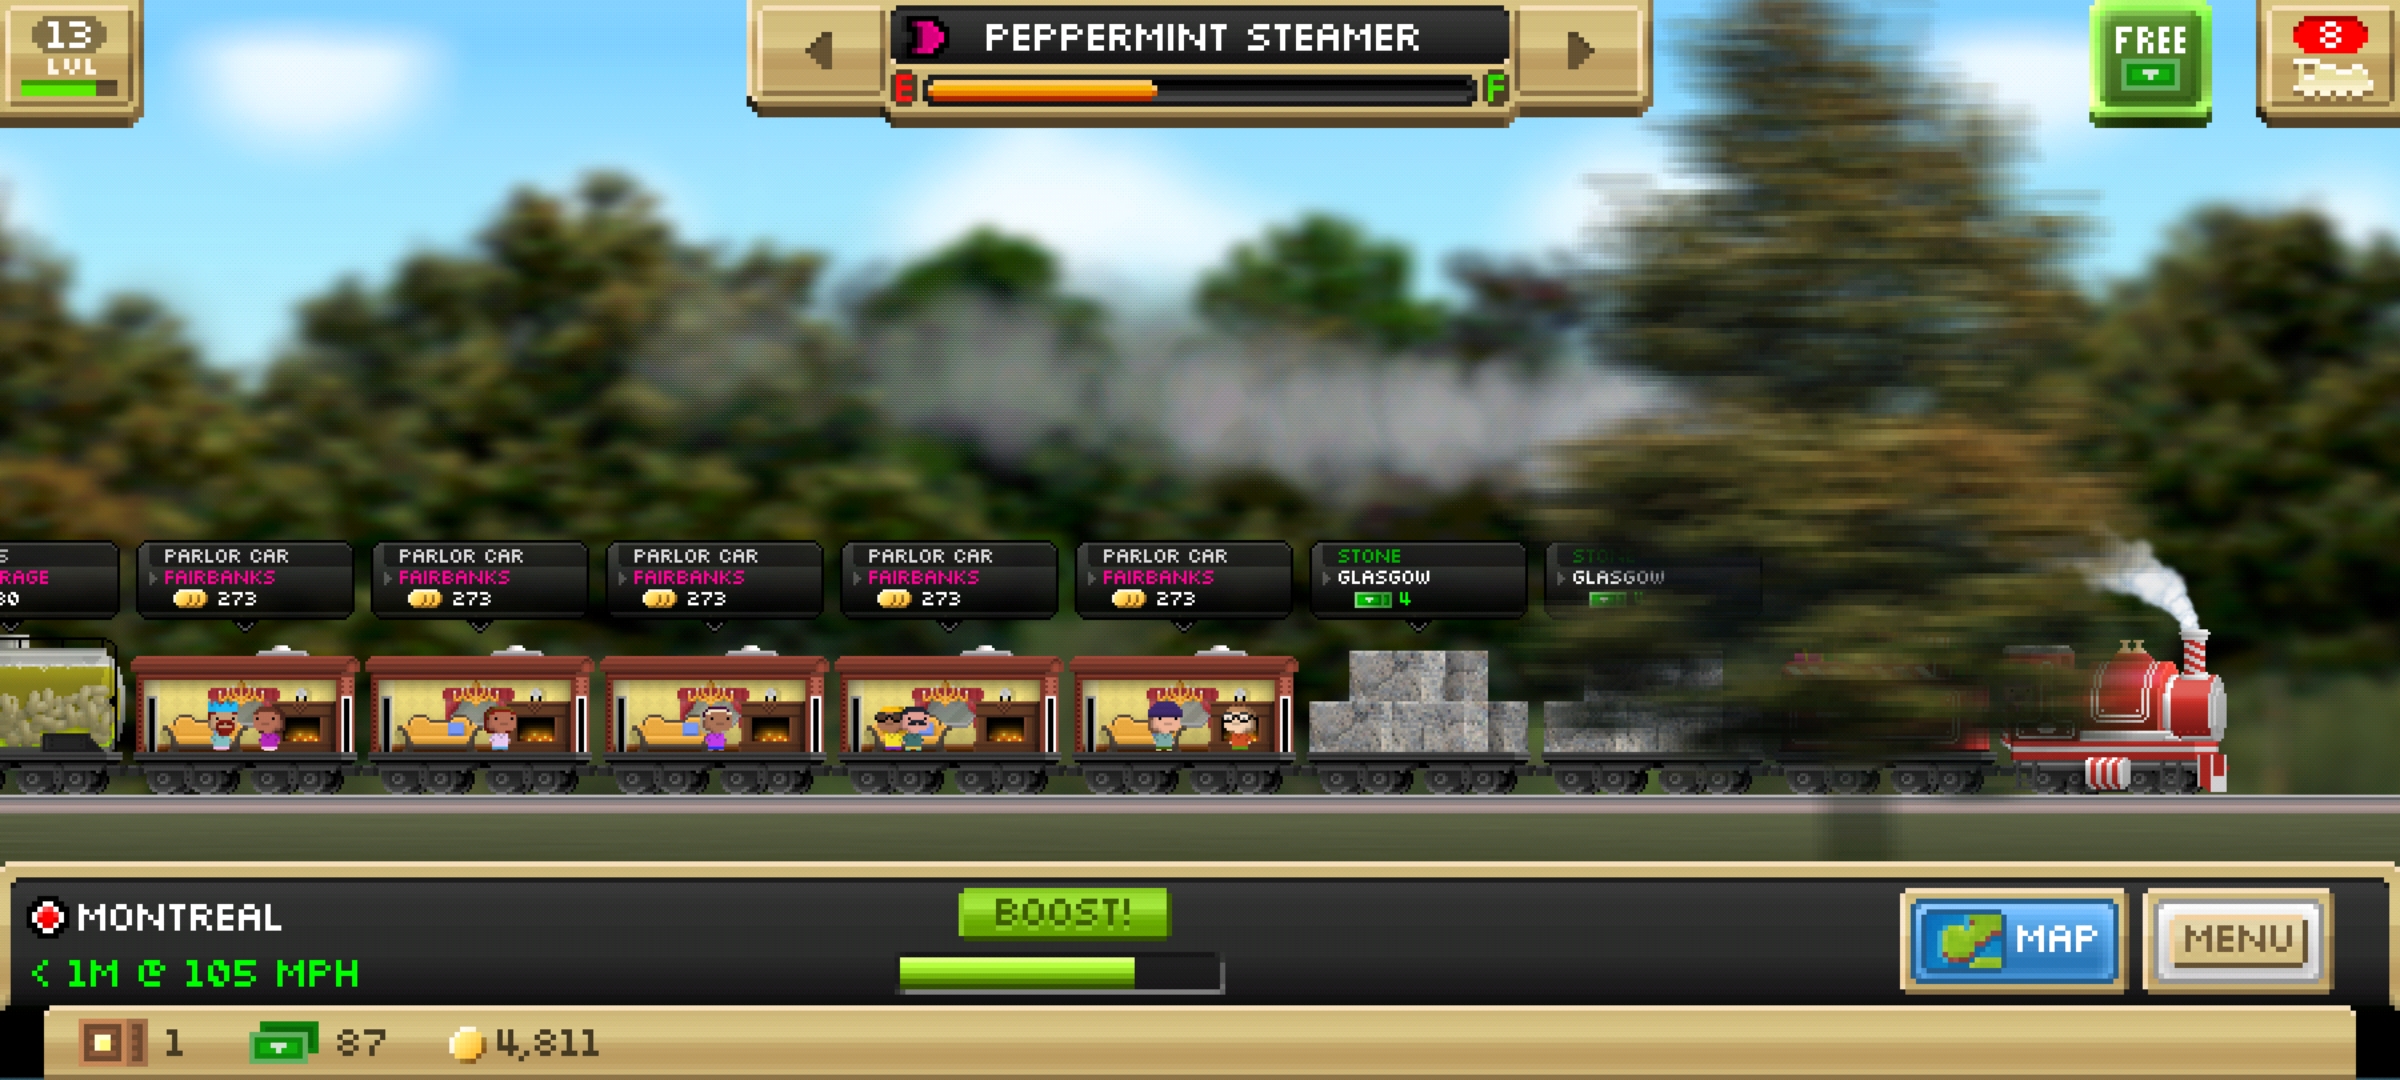 13
LVL
PEPPERMINT STEAMER
E F
FREE
8
PARLOR CAR
FAIRBANKS
273
PARLOR CAR
FAIRBANKS
273
PARLOR CAR
FAIRBANKS
273
PARLOR CAR
FAIRBANKS
273
PARLOR CAR
FAIRBANKS
273
STONE
GLASGOW
4
STONE
GLASGOW
4
MONTREAL
< 1M @ 105 MPH
BOOST!
MAP
MENU
1 87 4,811